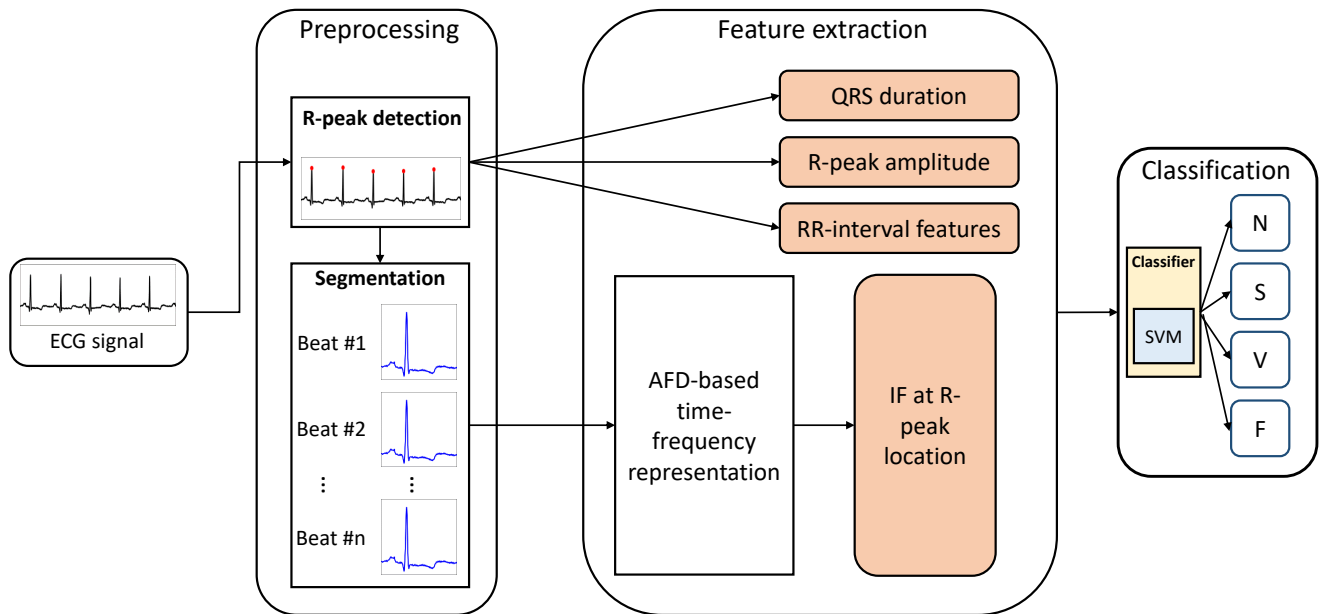 ECG signal
Preprocessing
R-peak detection
Segmentation
Beat #1
Beat #2
⋮ ⋮
Beat #n
Feature extraction
QRS duration
R-peak amplitude
RR-interval features
AFD-based
time-
frequency
representation
IF at R-
peak
location
Classification
Classifier
SVM
N
S
V
F